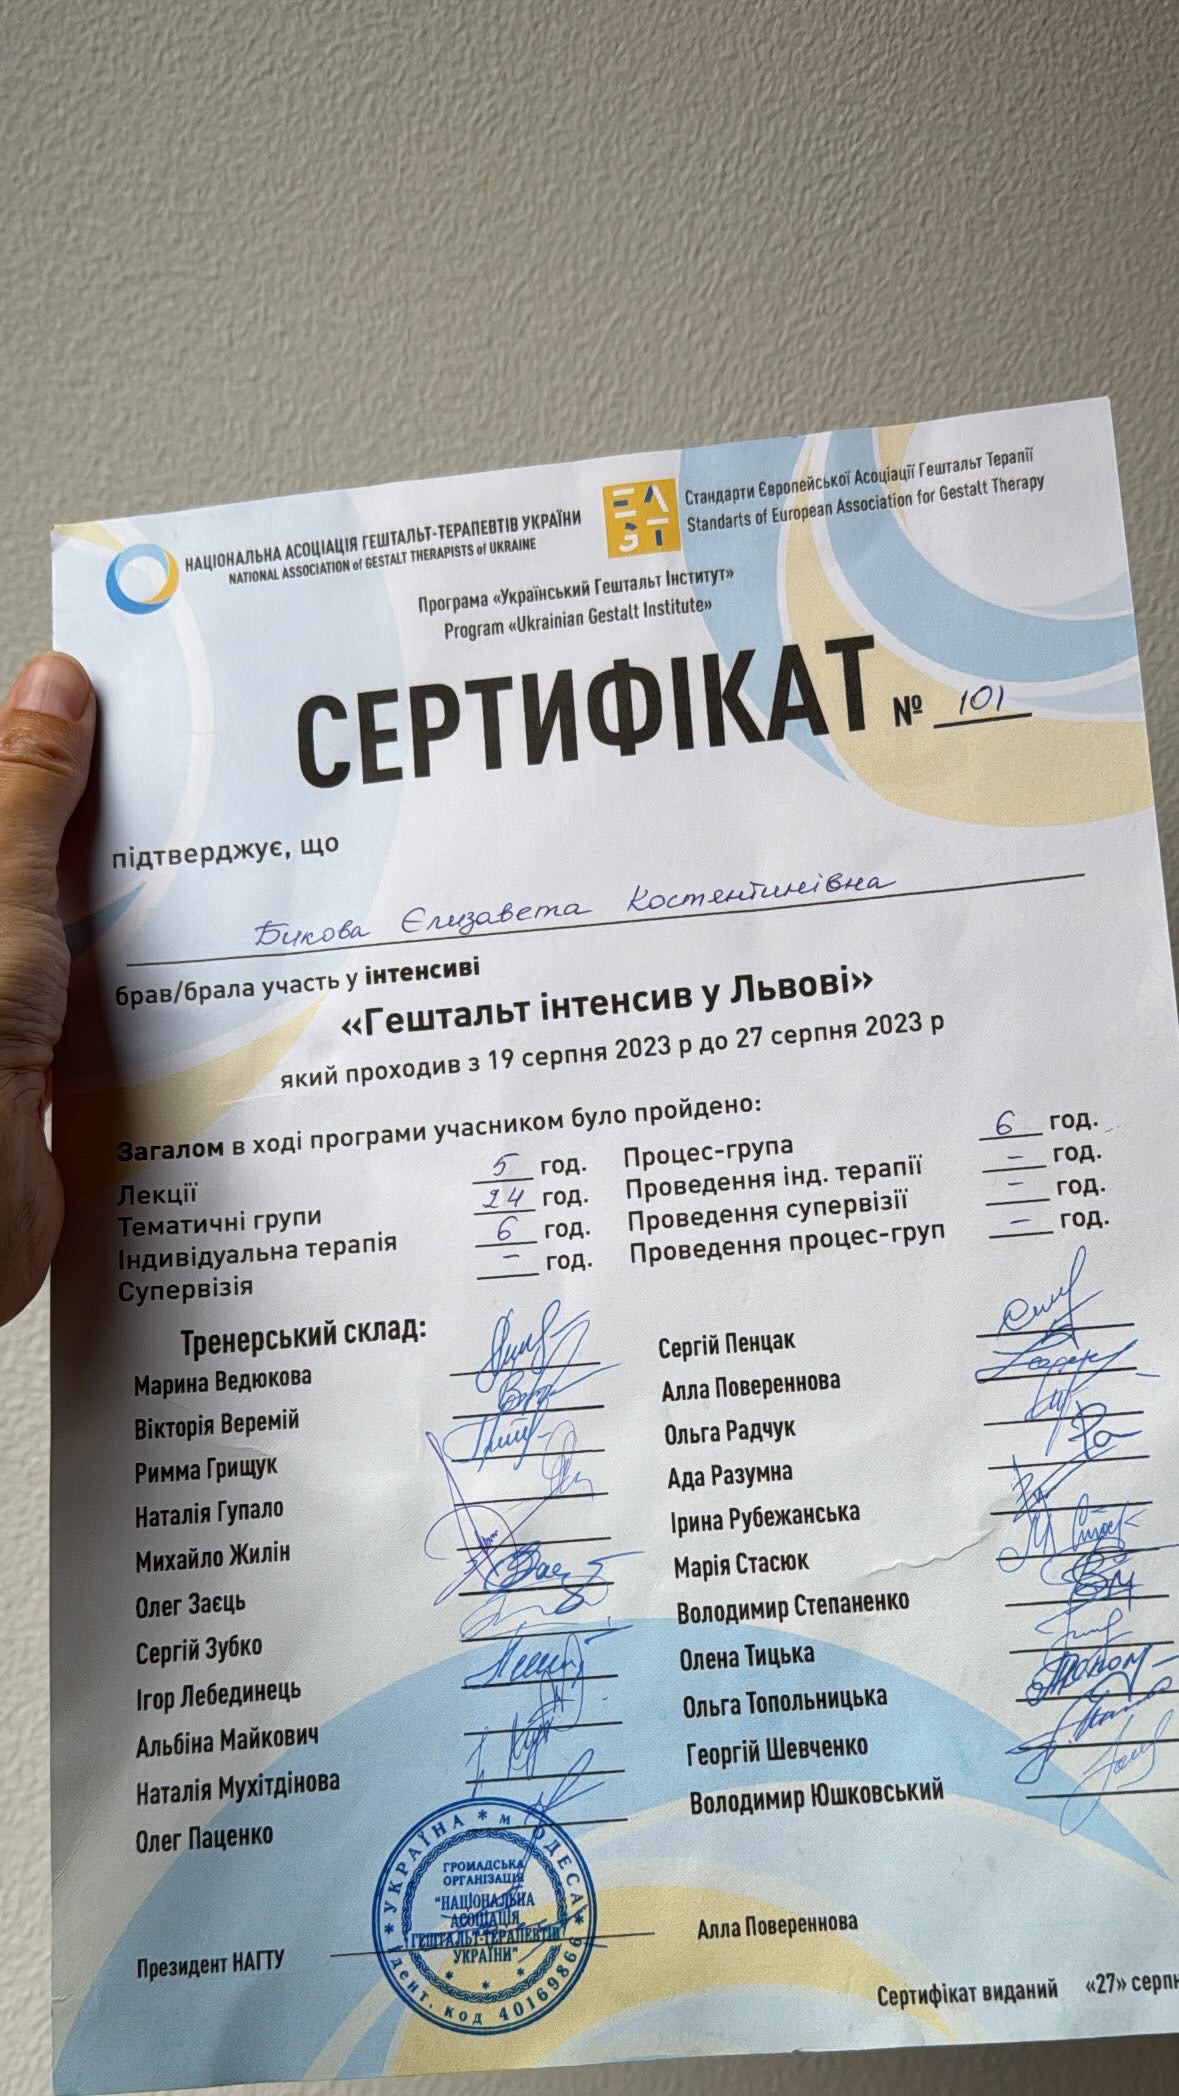 НАЦІОНАЛЬНА АСОЦІАЦІЯ ГЕШТАЛЬТ-ТЕРАПЕВТІВ УКРАЇНИ
NATIONAL ASSOCIATION of GESTALT THERAPISTS of UKRAINE
EAGT
Стандарти Європейської Асоціації Гештальт Терапії
Standarts of European Association for Gestalt Therapy
Програма «Український Гештальт Інститут»
Program «Ukrainian Gestalt Institute»
СЕРТИФІКАТ № 101
підтверджує, що
Бикова Єлизавета Костянтинівна
брав/брала участь у інтенсиві
«Гештальт інтенсив у Львові»
який проходив з 19 серпня 2023 р до 27 серпня 2023 р
Загалом в ході програми учасником було пройдено:
Лекції 5 год. Процес-група 6 год.
Тематичні групи 24 год. Проведення інд. терапії – год.
Індивідуальна терапія 6 год. Проведення супервізії – год.
Супервізія – год. Проведення процес-груп – год.
Тренерський склад:
Марина Ведюкова
Вікторія Веремій
Римма Грищук
Наталія Гупало
Михайло Жилін
Олег Заєць
Сергій Зубко
Ігор Лебединець
Альбіна Майкович
Наталія Мухітдінова
Олег Паценко
Сергій Пенцак
Алла Повереннова
Ольга Радчук
Ада Разумна
Ірина Рубежанська
Марія Стасюк
Володимир Степаненко
Олена Тицька
Ольга Топольницька
Георгій Шевченко
Володимир Юшковський
Президент НАГТУ Алла Повереннова
* УКРАЇНА * м ОДЕСА *
ГРОМАДСЬКА
ОРГАНІЗАЦІЯ
"НАЦІОНАЛЬНА
АСОЦІАЦІЯ
ГЕШТАЛЬТ-ТЕРАПЕВТІВ
УКРАЇНИ"
Ідент. код 40169866
Сертифікат виданий «27» серпн